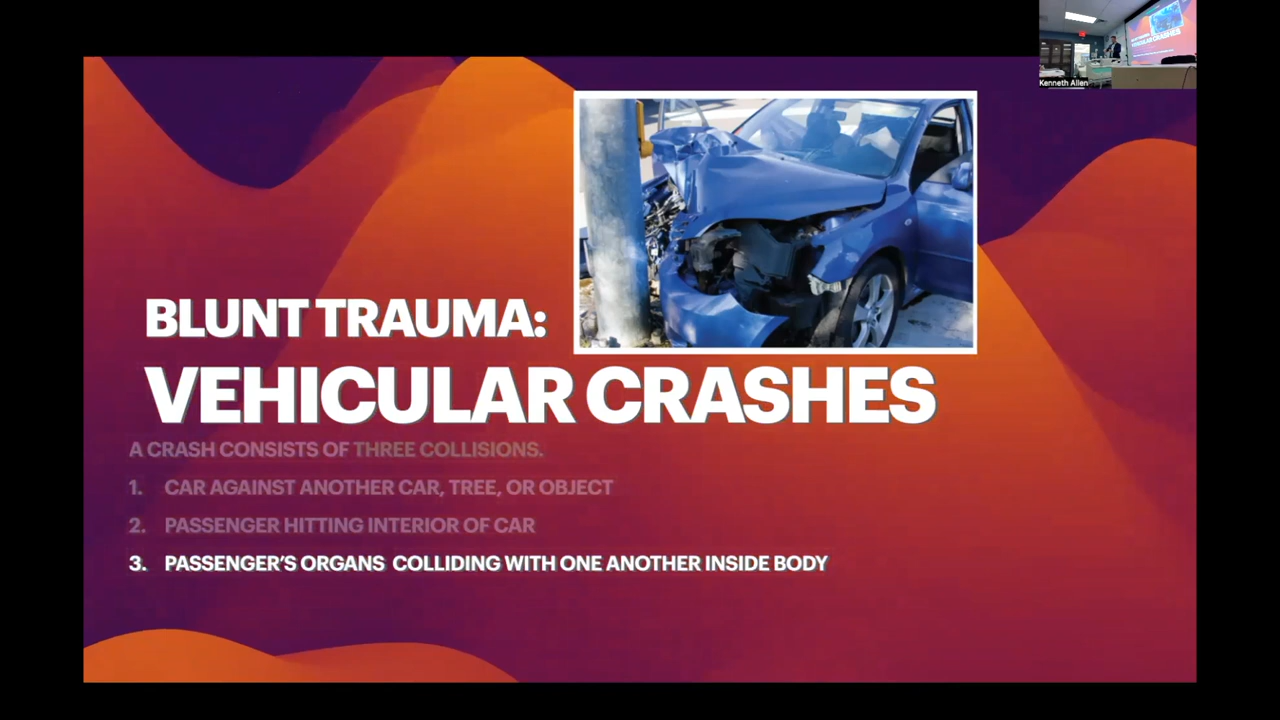 Kenneth Allen
BLUNT TRAUMA:
VEHICULAR CRASHES
A CRASH CONSISTS OF THREE COLLISIONS.
1. CAR AGAINST ANOTHER CAR, TREE, OR OBJECT
2. PASSENGER HITTING INTERIOR OF CAR
3. PASSENGER'S ORGANS COLLIDING WITH ONE ANOTHER INSIDE BODY